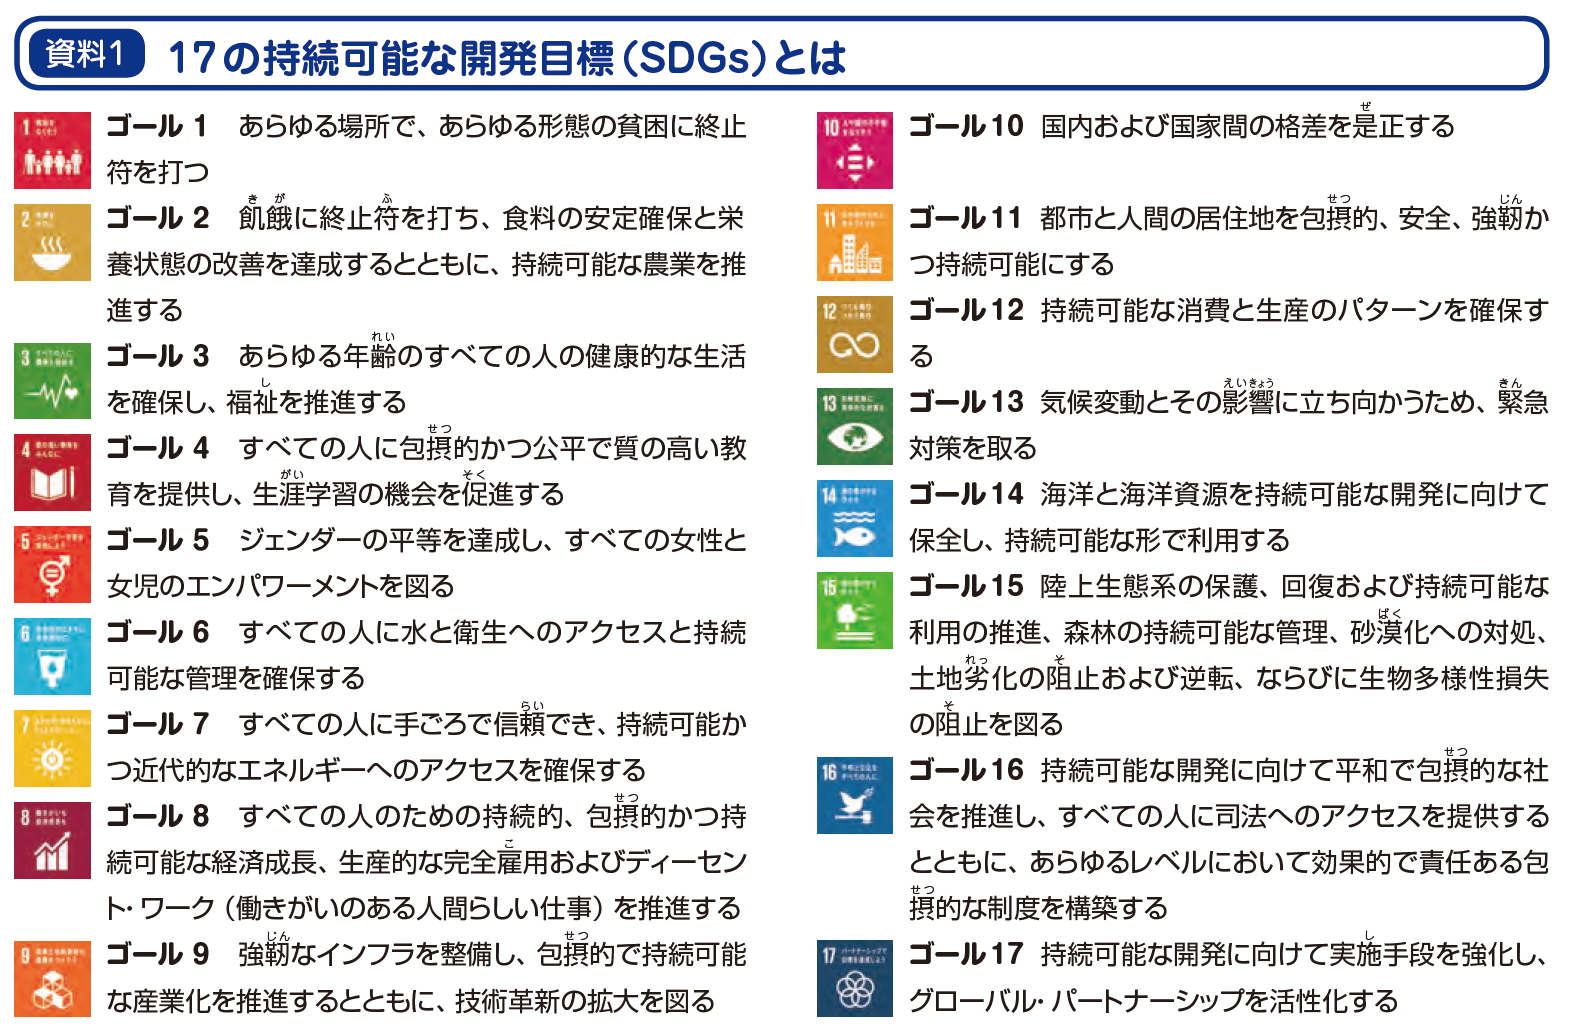 資料1 17の持続可能な開発目標（SDGs）とは
ゴール 1 あらゆる場所で、あらゆる形態の貧困に終止
符を打つ
ゴール 2 飢餓に終止符を打ち、食料の安定確保と栄
養状態の改善を達成するとともに、持続可能な農業を推
進する
ゴール 3 あらゆる年齢のすべての人の健康的な生活
を確保し、福祉を推進する
ゴール 4 すべての人に包摂的かつ公平で質の高い教
育を提供し、生涯学習の機会を促進する
ゴール 5 ジェンダーの平等を達成し、すべての女性と
女児のエンパワーメントを図る
ゴール 6 すべての人に水と衛生へのアクセスと持続
可能な管理を確保する
ゴール 7 すべての人に手ごろで信頼でき、持続可能か
つ近代的なエネルギーへのアクセスを確保する
ゴール 8 すべての人のための持続的、包摂的かつ持
続可能な経済成長、生産的な完全雇用およびディーセン
ト・ワーク（働きがいのある人間らしい仕事）を推進する
ゴール 9 強靭なインフラを整備し、包摂的で持続可能
な産業化を推進するとともに、技術革新の拡大を図る
ゴール10 国内および国家間の格差を是正する
ゴール11 都市と人間の居住地を包摂的、安全、強靭か
つ持続可能にする
ゴール12 持続可能な消費と生産のパターンを確保す
る
ゴール13 気候変動とその影響に立ち向かうため、緊急
対策を取る
ゴール14 海洋と海洋資源を持続可能な開発に向けて
保全し、持続可能な形で利用する
ゴール15 陸上生態系の保護、回復および持続可能な
利用の推進、森林の持続可能な管理、砂漠化への対処、
土地劣化の阻止および逆転、ならびに生物多様性損失
の阻止を図る
ゴール16 持続可能な開発に向けて平和で包摂的な社
会を推進し、すべての人に司法へのアクセスを提供する
とともに、あらゆるレベルにおいて効果的で責任ある包
摂的な制度を構築する
ゴール17 持続可能な開発に向けて実施手段を強化し、
グローバル・パートナーシップを活性化する